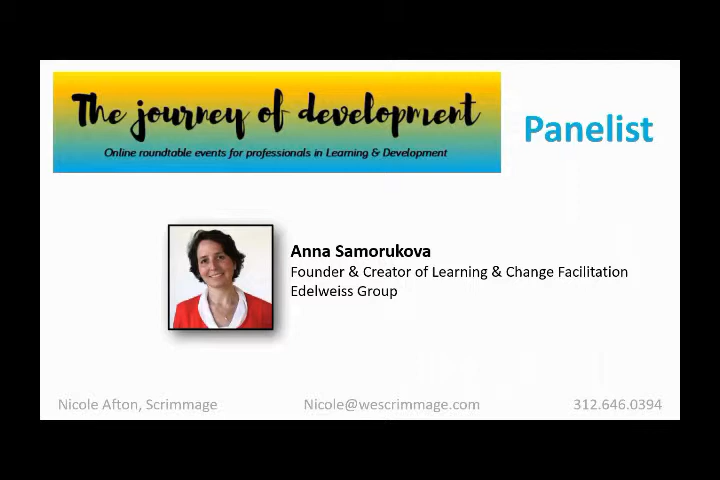 The journey of development
Online roundtable events for professionals in Learning & Development
Panelist
Anna Samorukova
Founder & Creator of Learning & Change Facilitation
Edelweiss Group
Nicole Afton, Scrimmage Nicole@wescrimmage.com 312.646.0394